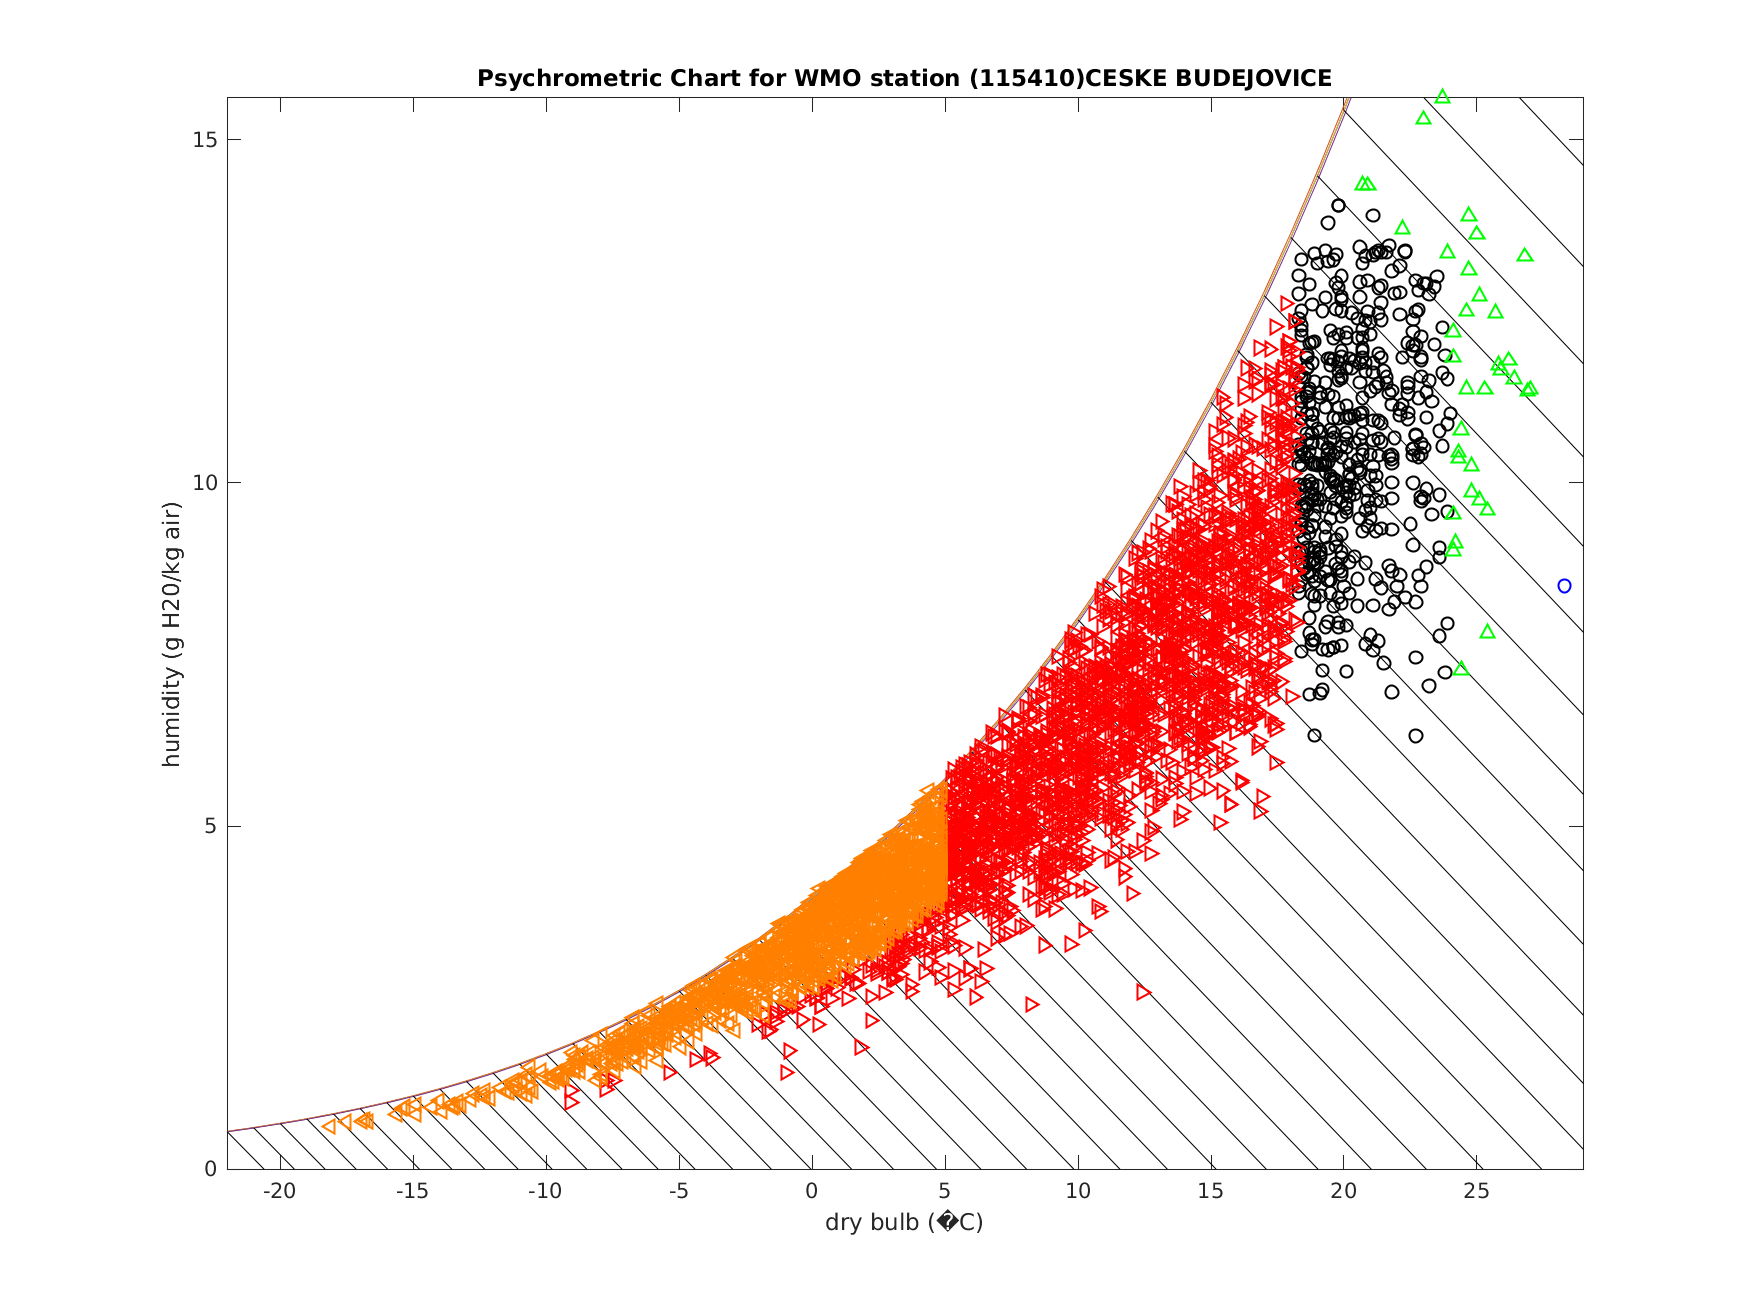 Psychrometric Chart for WMO station (115410)CESKE BUDEJOVICE
15
10
5
0
humidity (g H20/kg air)
-20 -15 -10 -5 0 5 10 15 20 25
dry bulb (�C)